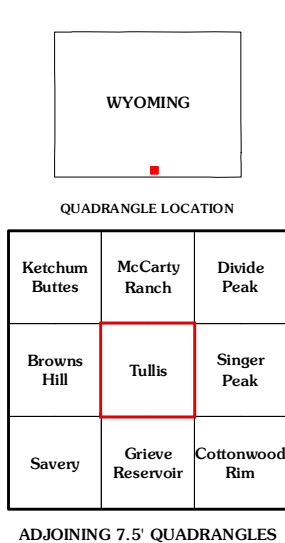 WYOMING
QUADRANGLE LOCATION
Ketchum
Buttes
McCarty
Ranch
Divide
Peak
Browns
Hill
Tullis
Singer
Peak
Savery
Grieve
Reservoir
Cottonwood
Rim
ADJOINING 7.5' QUADRANGLES